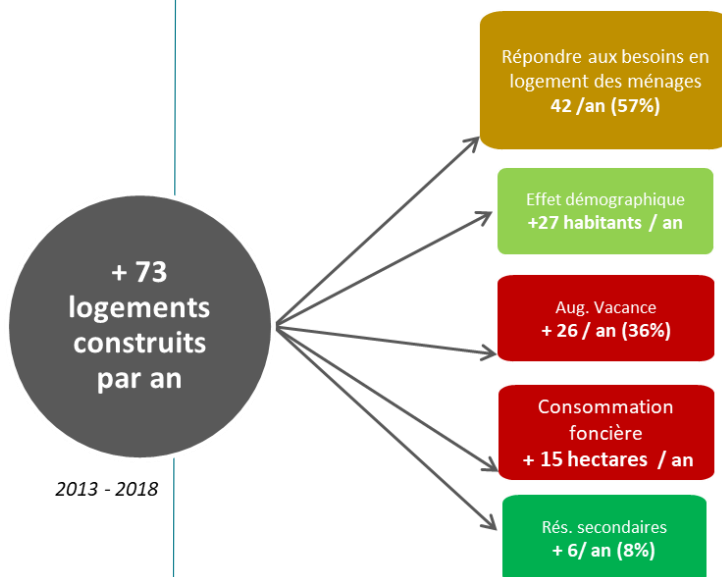 + 73
logements
construits
par an
2013 - 2018
Répondre aux besoins en
logement des ménages
42 /an (57%)
Effet démographique
+27 habitants / an
Aug. Vacance
+ 26 / an (36%)
Consommation
foncière
+ 15 hectares / an
Rés. secondaires
+ 6/ an (8%)